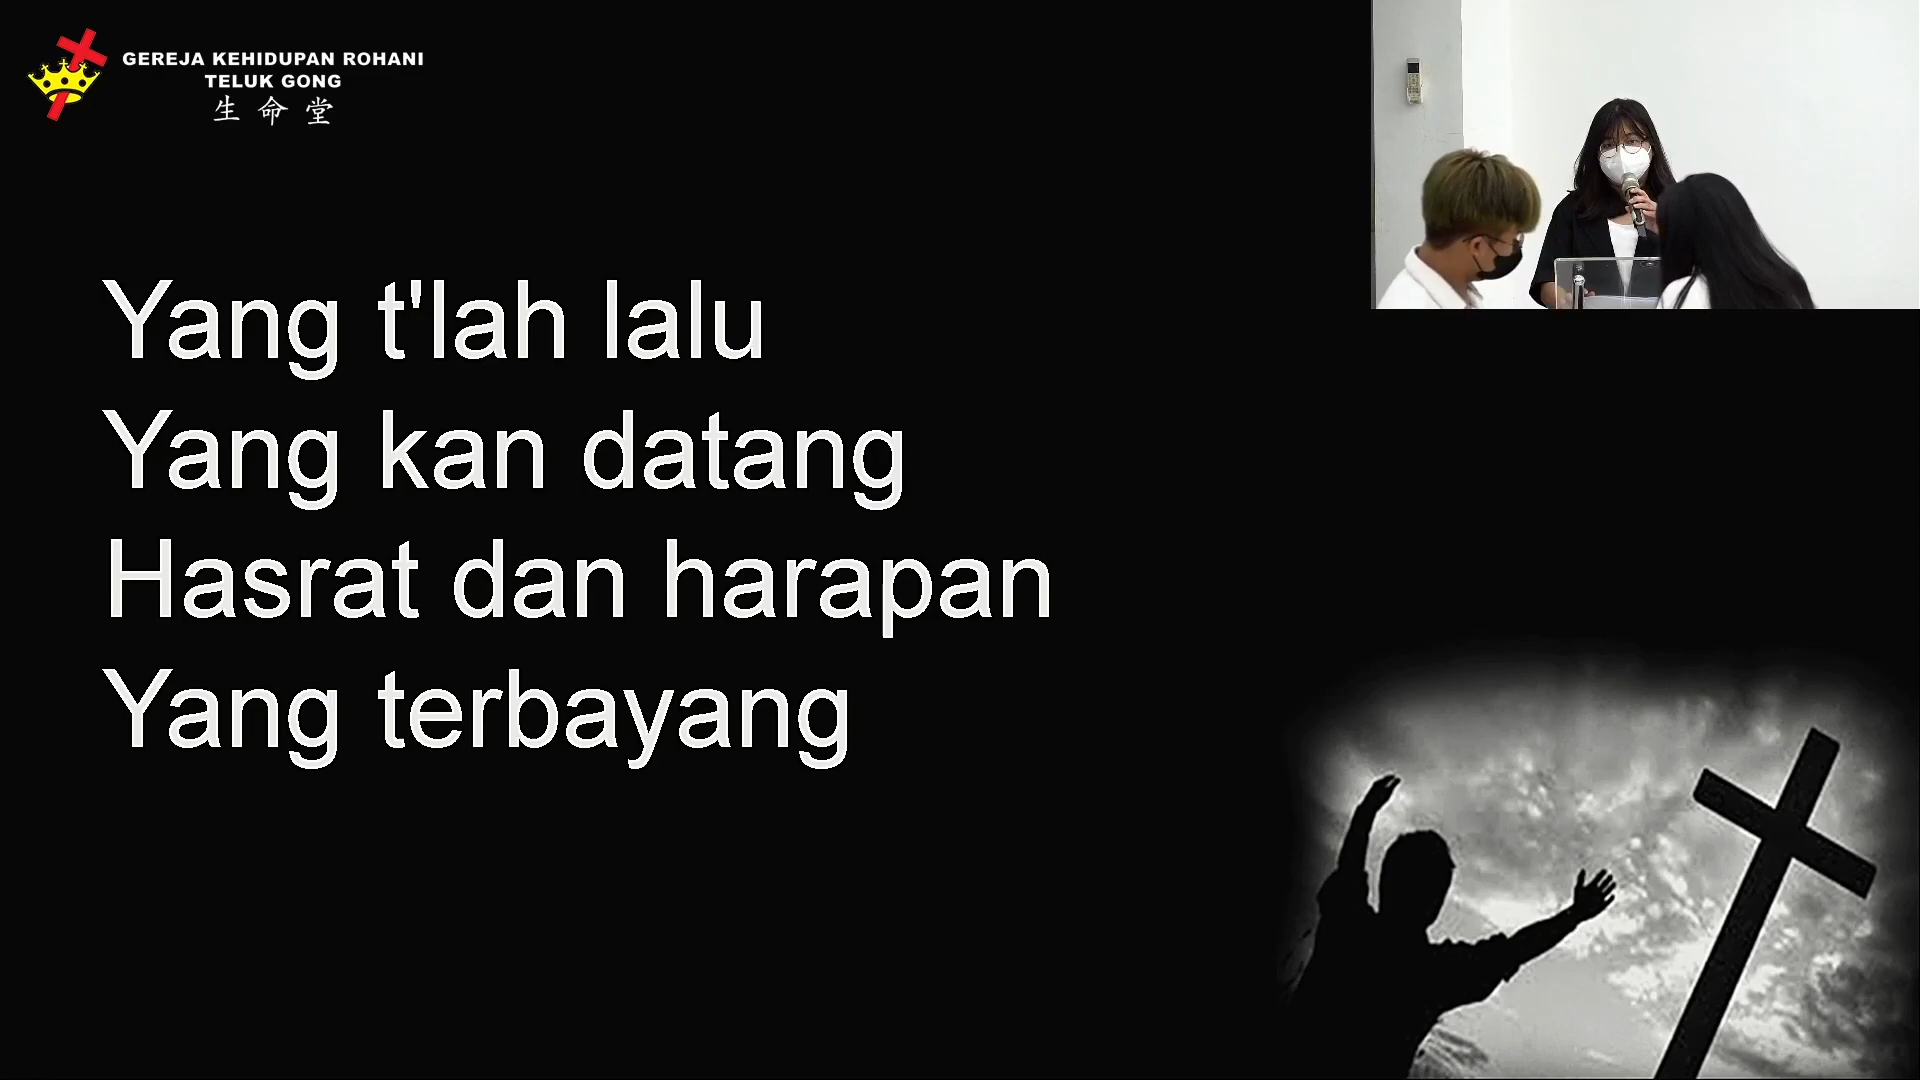 GEREJA KEHIDUPAN ROHANI
TELUK GONG
生命堂
Yang t'lah lalu
Yang kan datang
Hasrat dan harapan
Yang terbayang